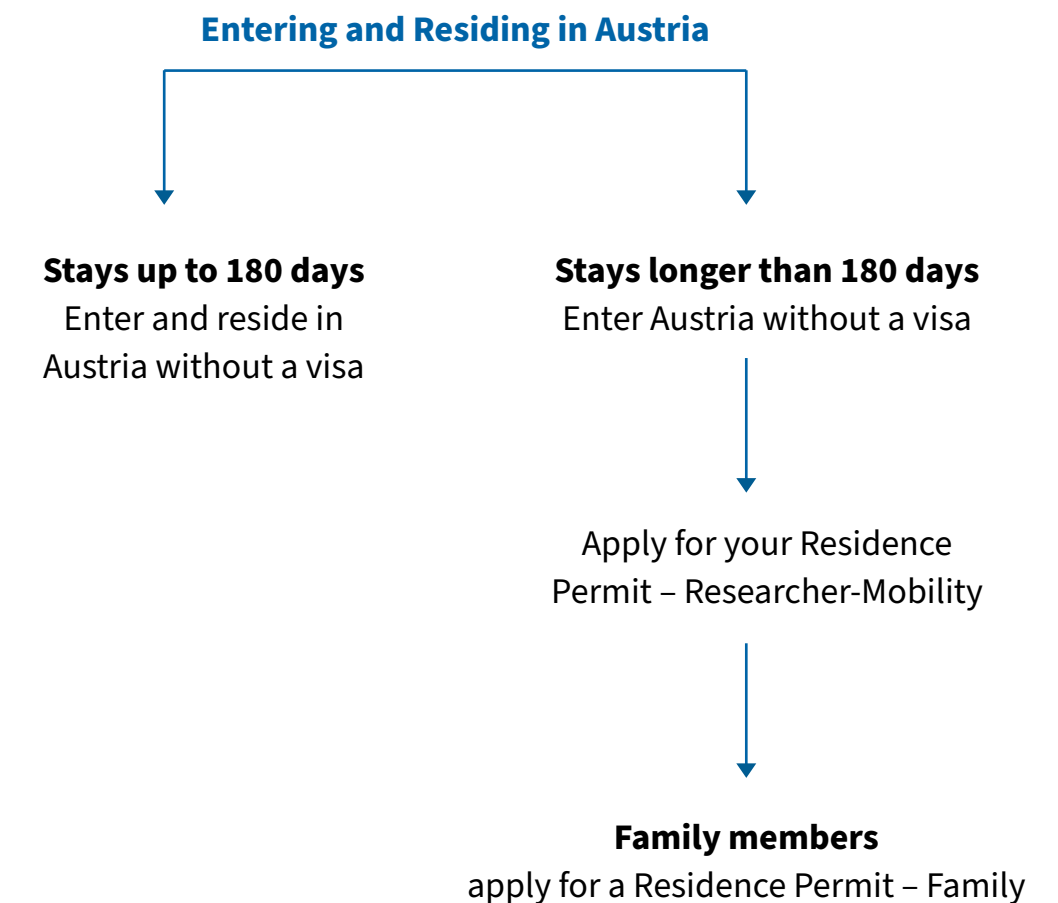 Entering and Residing in Austria
Stays up to 180 days
Enter and reside in
Austria without a visa
Stays longer than 180 days
Enter Austria without a visa
Apply for your Residence
Permit – Researcher-Mobility
Family members
apply for a Residence Permit – Family